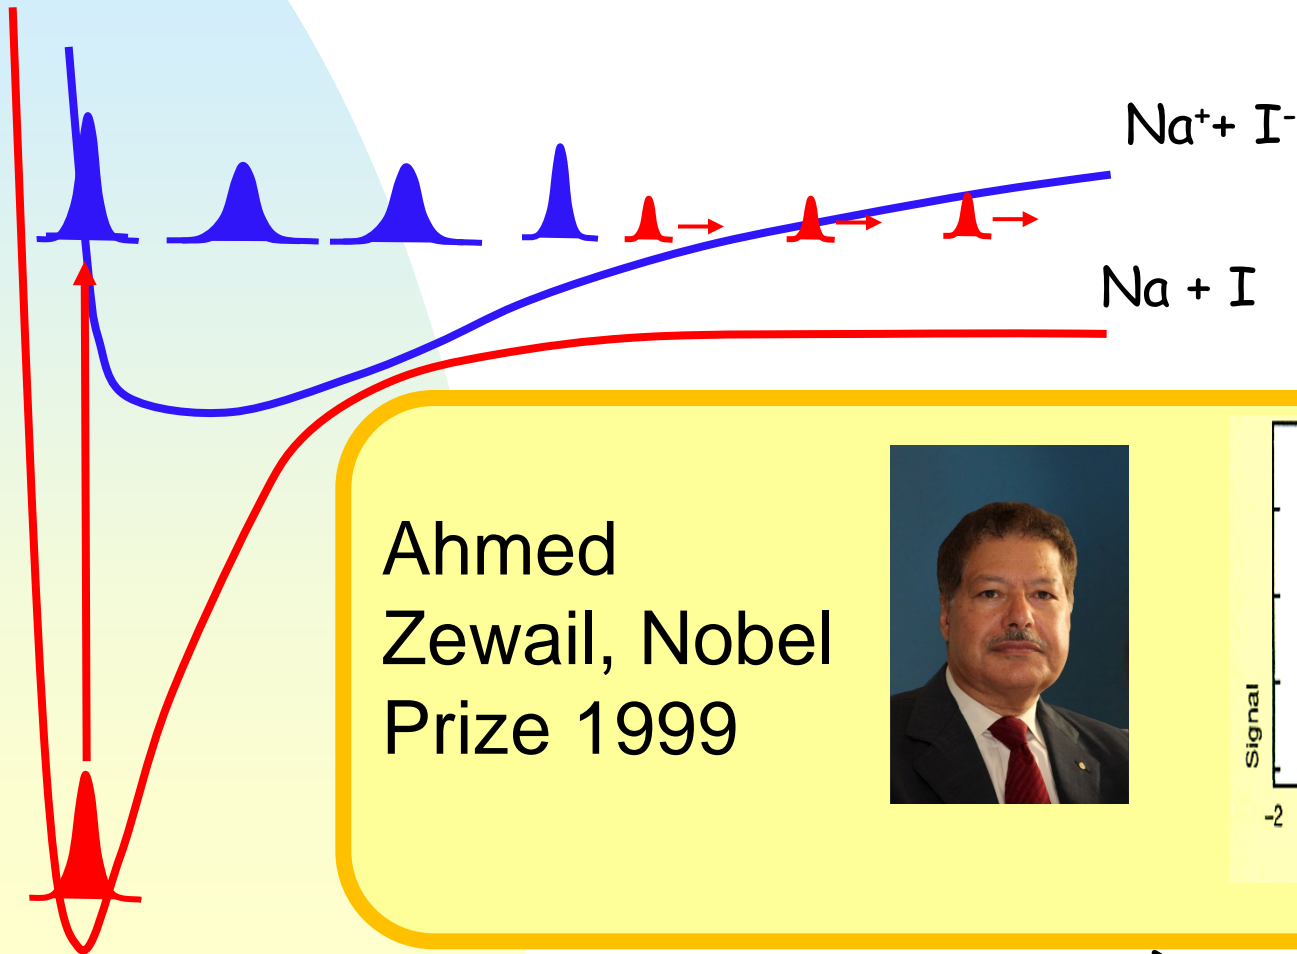 Na⁺+ I⁻
Na + I
Ahmed
Zewail, Nobel
Prize 1999
Signal
-2